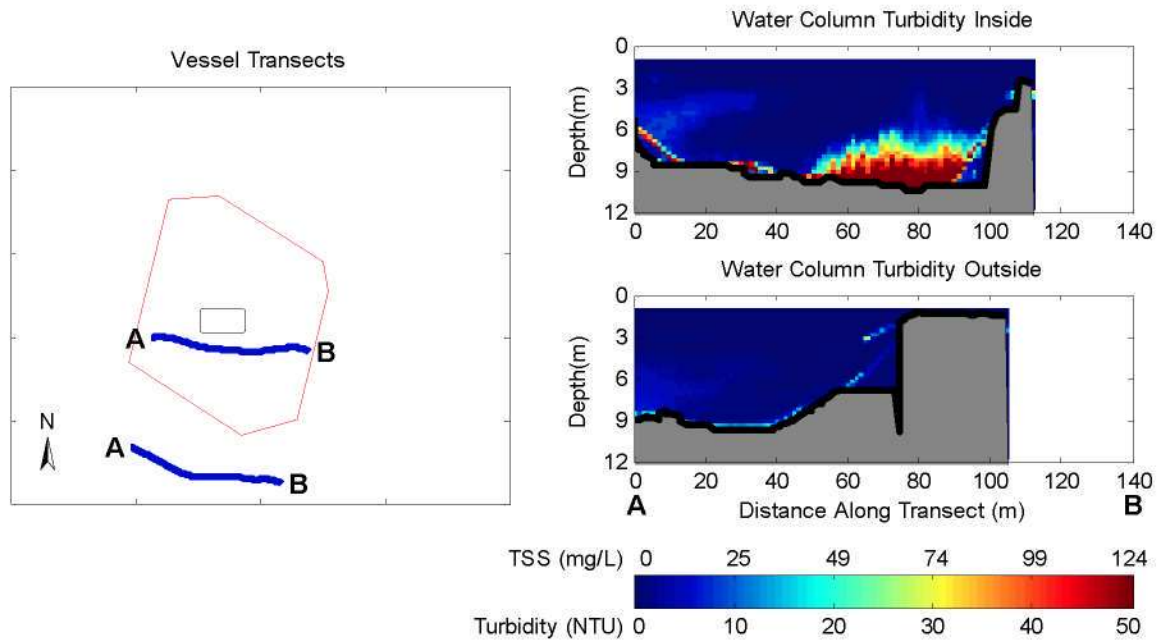 Vessel Transects
A
B
N
A
B
Water Column Turbidity Inside
Depth(m)
0
3
6
9
12
0 20 40 60 80 100 120 140
Water Column Turbidity Outside
Depth(m)
0
3
6
9
12
0 20 40 60 80 100 120 140
A Distance Along Transect (m) B
TSS (mg/L) 0 25 49 74 99 124
Turbidity (NTU) 0 10 20 30 40 50